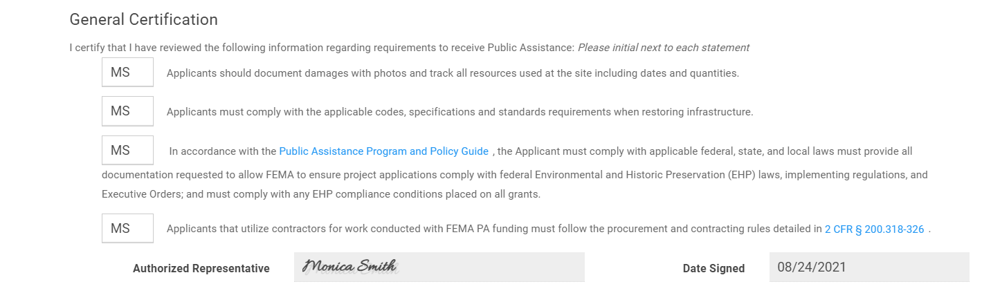 General Certification
I certify that I have reviewed the following information regarding requirements to receive Public Assistance: Please initial next to each statement
MS Applicants should document damages with photos and track all resources used at the site including dates and quantities.
MS Applicants must comply with the applicable codes, specifications and standards requirements when restoring infrastructure.
MS In accordance with the Public Assistance Program and Policy Guide , the Applicant must comply with applicable federal, state, and local laws must provide all
documentation requested to allow FEMA to ensure project applications comply with federal Environmental and Historic Preservation (EHP) laws, implementing regulations, and
Executive Orders; and must comply with any EHP compliance conditions placed on all grants.
MS Applicants that utilize contractors for work conducted with FEMA PA funding must follow the procurement and contracting rules detailed in 2 CFR § 200.318-326 .
Authorized Representative Monica Smith Date Signed 08/24/2021